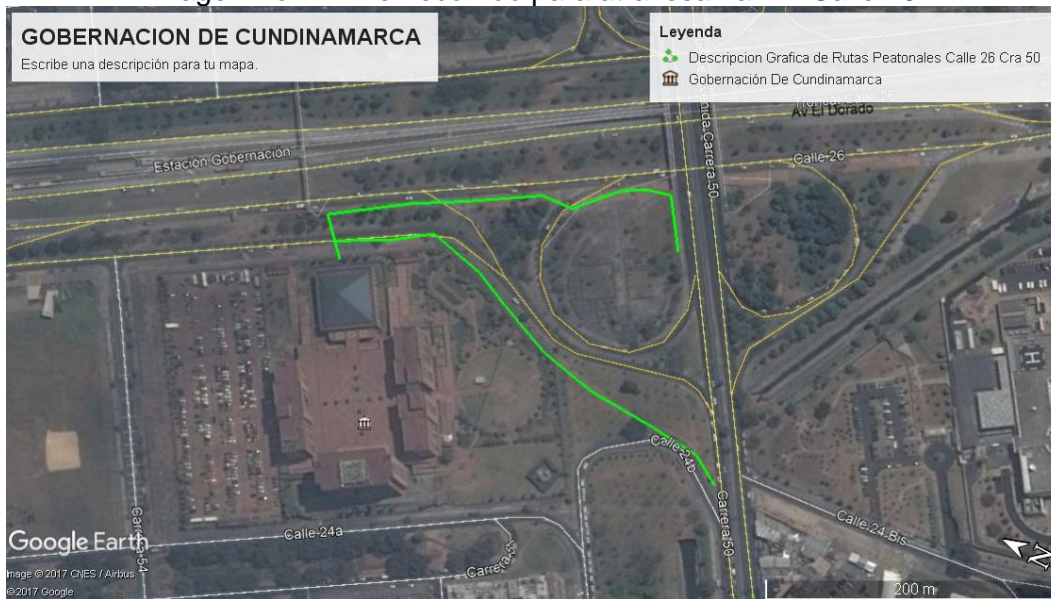 GOBERNACION DE CUNDINAMARCA
Escribe una descripción para tu mapa.
Leyenda
Descripcion Grafica de Rutas Peatonales Calle 26 Cra 50
Gobernación De Cundinamarca
Av El Dorado
Estación Gobernación
Calle 26
Avenida Carrera 50
Calle 24b
Carrera 50
Calle 24 Bis
Carrera 54
Calle 24a
Google Earth
Image © 2017 CNES / Airbus
©2017 Google
N
200 m